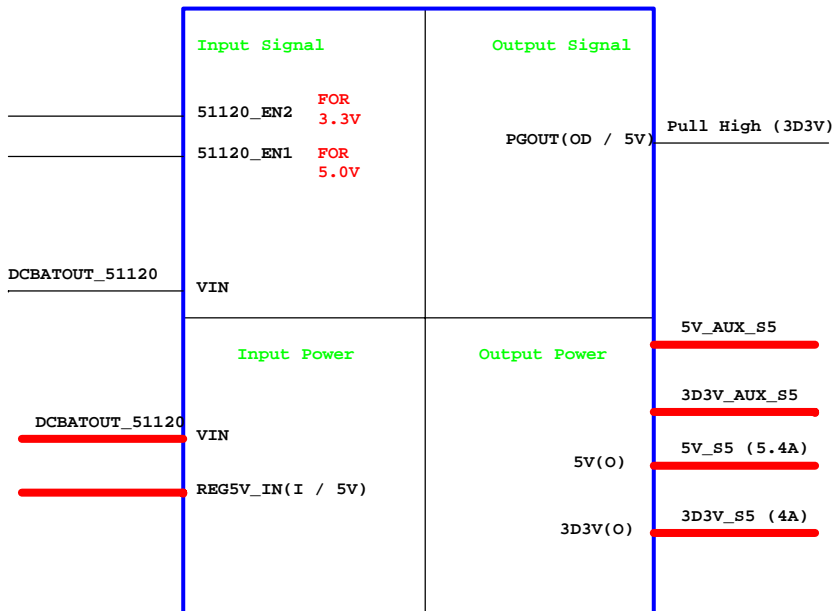 Input Signal
Output Signal
51120_EN2
FOR
3.3V
PGOUT(OD / 5V)
Pull High (3D3V)
51120_EN1
FOR
5.0V
DCBATOUT_51120
VIN
5V_AUX_S5
Input Power
Output Power
3D3V_AUX_S5
DCBATOUT_51120
VIN
5V(O)
5V_S5 (5.4A)
REG5V_IN(I / 5V)
3D3V(O)
3D3V_S5 (4A)